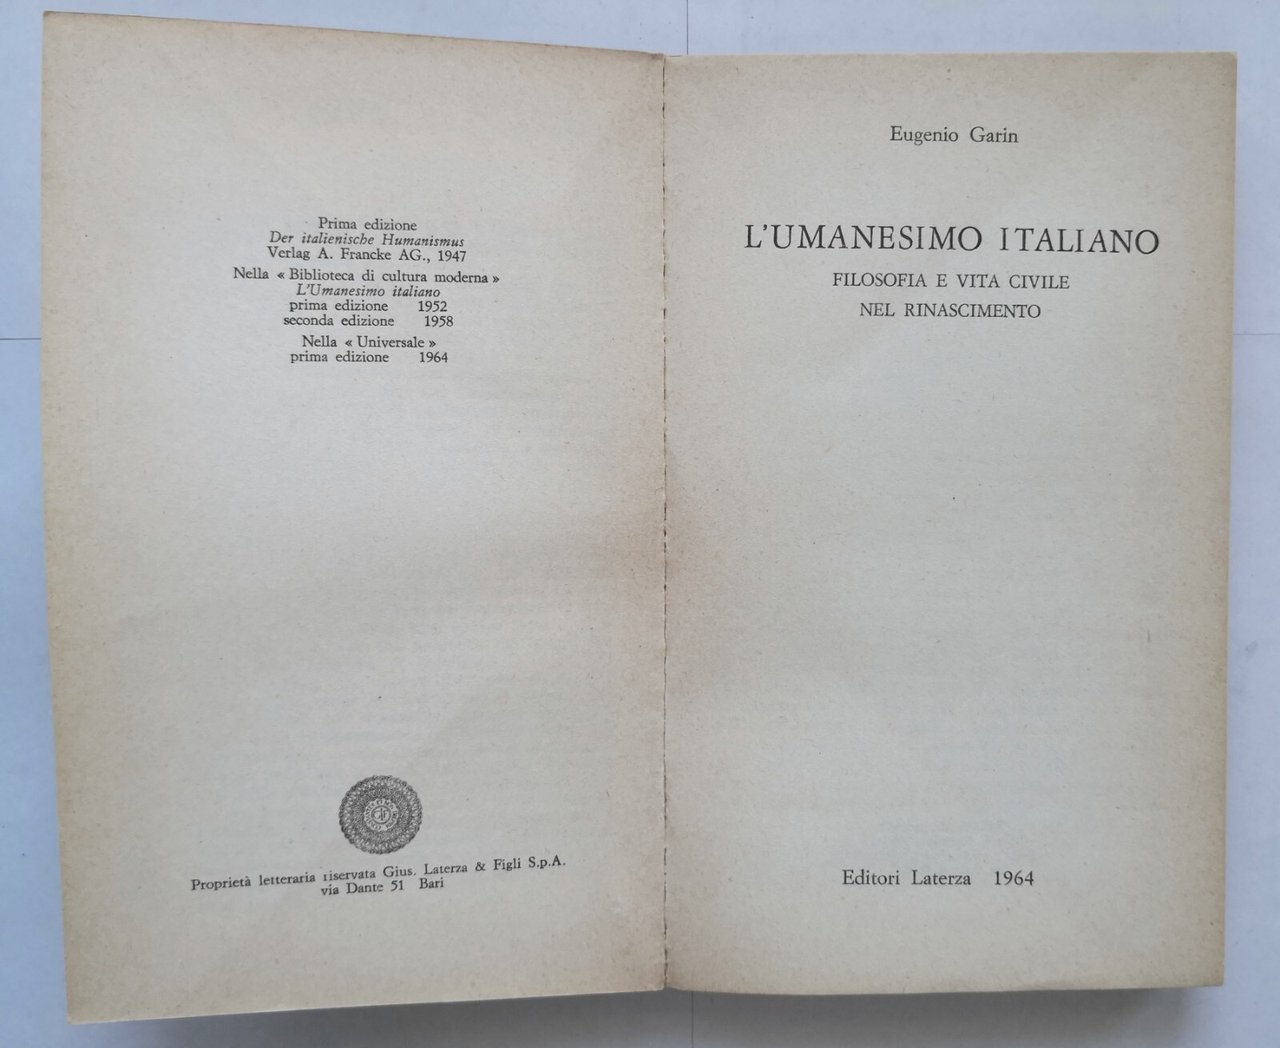 Prima edizione
Der italienische Humanismus
Verlag A. Francke AG., 1947
Nella « Biblioteca di cultura moderna »
L'Umanesimo italiano
prima edizione 1952
seconda edizione 1958
Nella « Universale »
prima edizione 1964
Proprietà letteraria riservata Gius. Laterza & Figli S.p.A.
via Dante 51 Bari
Eugenio Garin
L'UMANESIMO ITALIANO
FILOSOFIA E VITA CIVILE
NEL RINASCIMENTO
Editori Laterza 1964